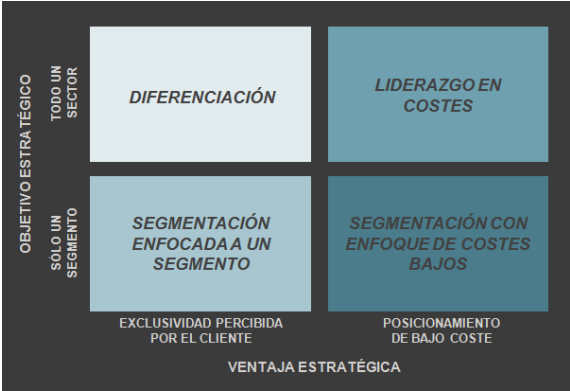 OBJETIVO ESTRATÉGICO
TODO UN
SECTOR
DIFERENCIACIÓN
LIDERAZGO EN
COSTES
SÓLO UN
SEGMENTO
SEGMENTACIÓN
ENFOCADA A UN
SEGMENTO
SEGMENTACIÓN CON
ENFOQUE DE COSTES
BAJOS
EXCLUSIVIDAD PERCIBIDA
POR EL CLIENTE
POSICIONAMIENTO
DE BAJO COSTE
VENTAJA ESTRATÉGICA